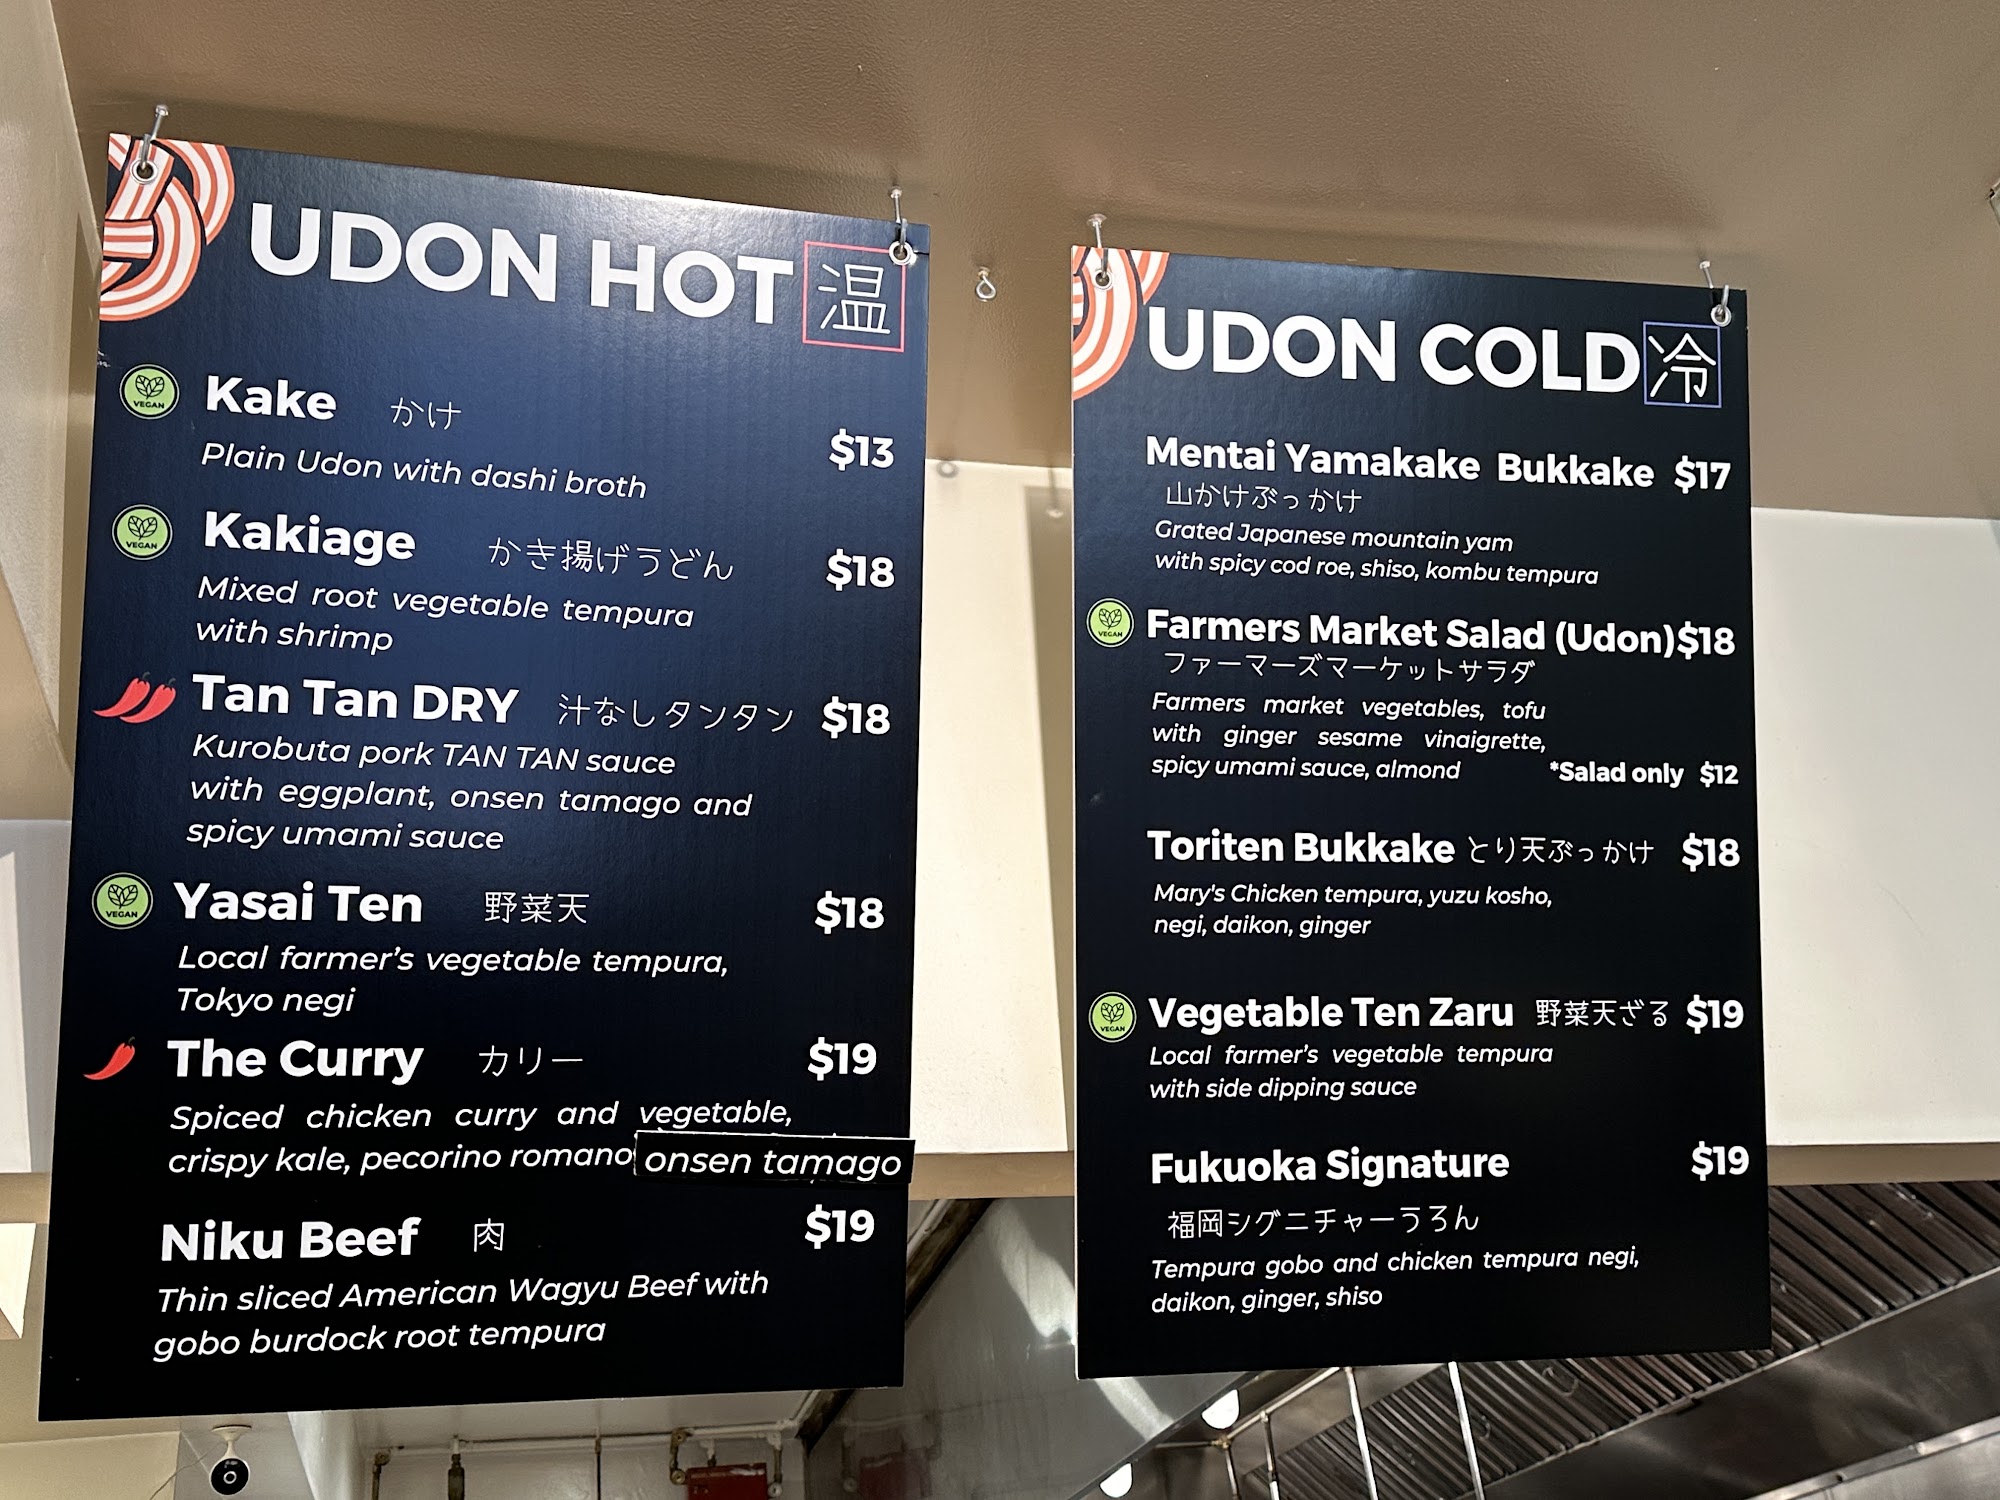 UDON HOT 温
VEGAN
Kake かけ
$13
Plain Udon with dashi broth
VEGAN
Kakiage かき揚げうどん $18
Mixed root vegetable tempura
with shrimp
Tan Tan DRY 汁なしタンタン $18
Kurobuta pork TAN TAN sauce
with eggplant, onsen tamago and
spicy umami sauce
VEGAN
Yasai Ten 野菜天 $18
Local farmer's vegetable tempura,
Tokyo negi
The Curry カリー $19
Spiced chicken curry and vegetable,
crispy kale, pecorino romano onsen tamago
Niku Beef 肉 $19
Thin sliced American Wagyu Beef with
gobo burdock root tempura
UDON COLD 冷
Mentai Yamakake Bukkake $17
山かけぶっかけ
Grated Japanese mountain yam
with spicy cod roe, shiso, kombu tempura
VEGAN
Farmers Market Salad (Udon) $18
ファーマーズマーケットサラダ
Farmers market vegetables, tofu
with ginger sesame vinaigrette,
spicy umami sauce, almond
*Salad only $12
Toriten Bukkake とり天ぶっかけ $18
Mary's Chicken tempura, yuzu kosho,
negi, daikon, ginger
VEGAN
Vegetable Ten Zaru 野菜天ざる $19
Local farmer's vegetable tempura
with side dipping sauce
Fukuoka Signature $19
福岡シグニチャーうろん
Tempura gobo and chicken tempura negi,
daikon, ginger, shiso